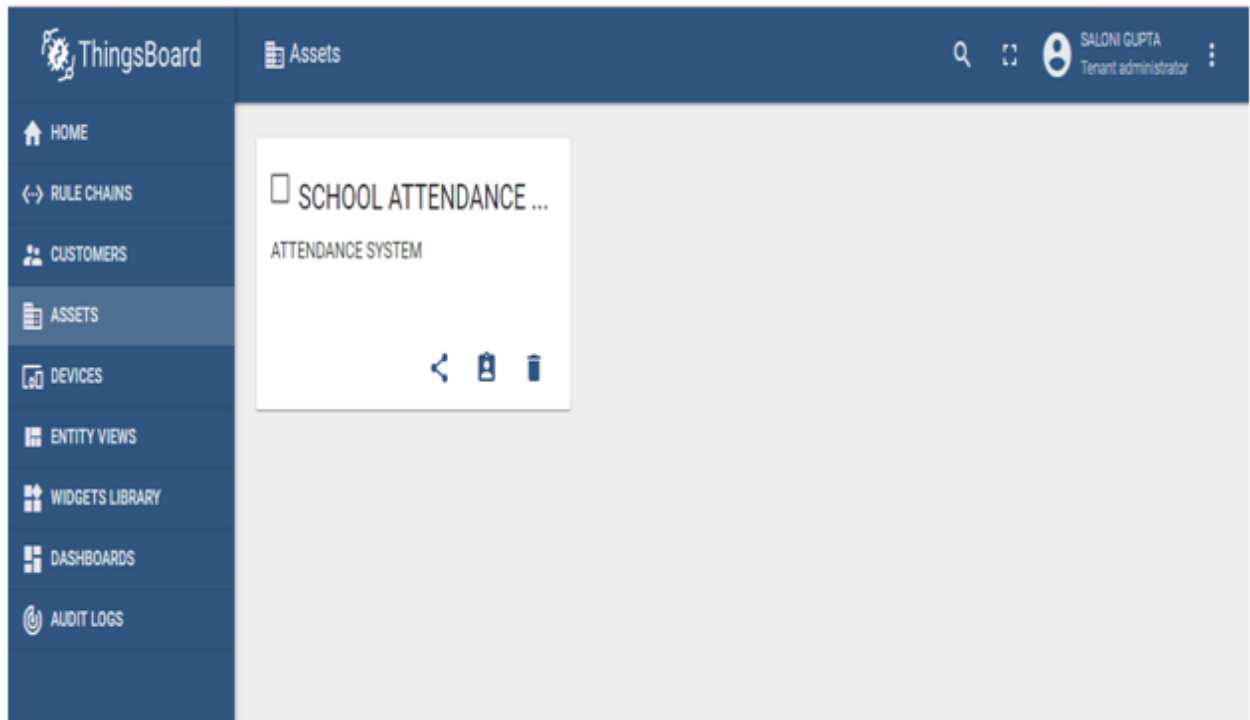 ThingsBoard
Assets
SALONI GUPTA
Tenant administrator
HOME
RULE CHAINS
CUSTOMERS
ASSETS
DEVICES
ENTITY VIEWS
WIDGETS LIBRARY
DASHBOARDS
AUDIT LOGS
SCHOOL ATTENDANCE ...
ATTENDANCE SYSTEM